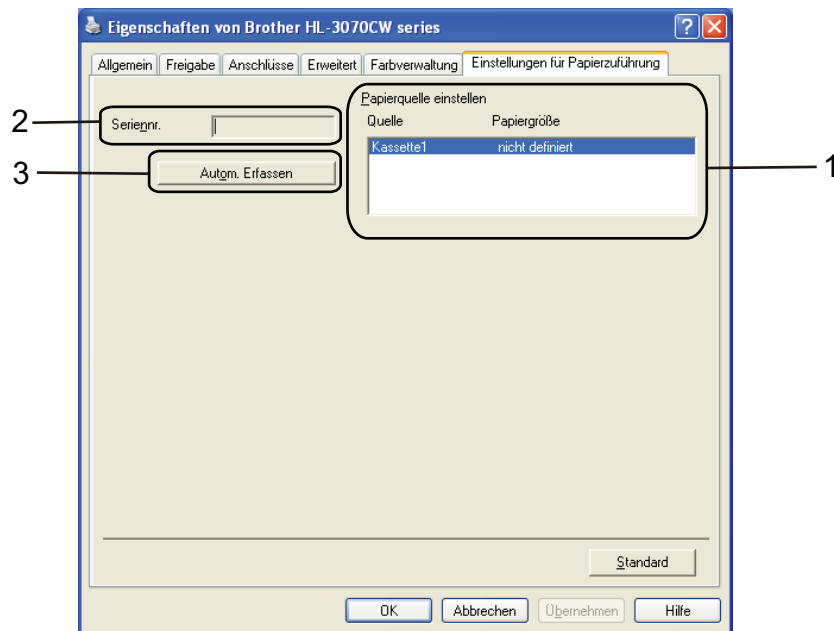 Eigenschaften von Brother HL-3070CW series
Allgemein Freigabe Anschlüsse Erweitert Farbverwaltung Einstellungen für Papierzuführung
2
Seriennr.
3
Autom. Erfassen
Papierquelle einstellen
Quelle Papiergröße
Kassette1 nicht definiert
1
Standard
OK Abbrechen Übernehmen Hilfe